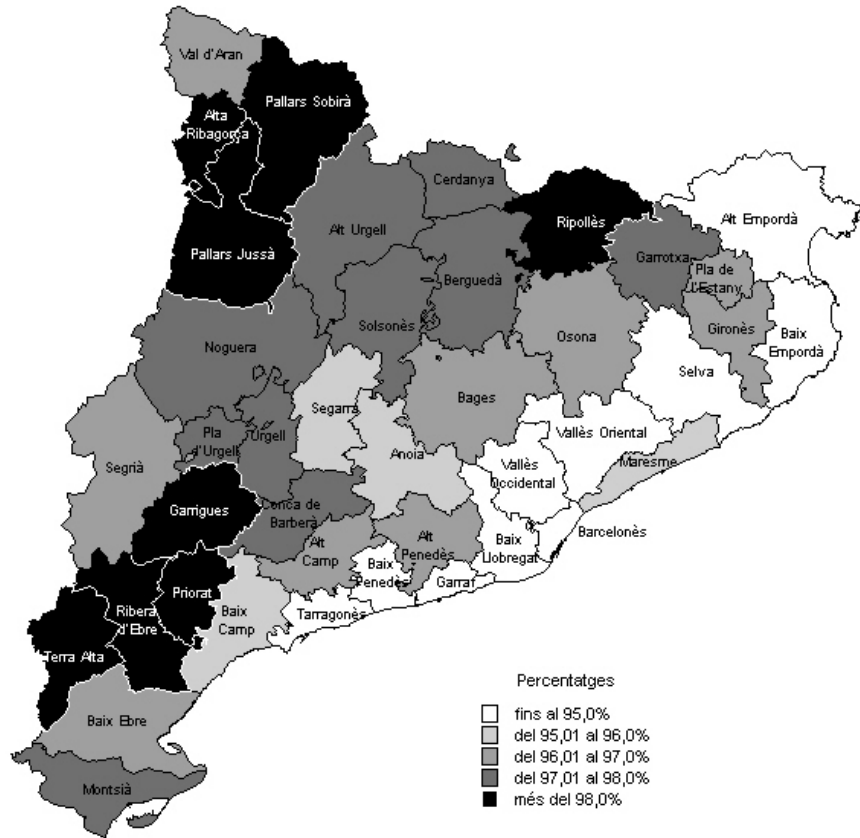 Val d'Aran
Pallars Sobirà
Alta
Ribagorça
Cerdanya
Alt Empordà
Ripollès
Alt Urgell
Garrotxa
Pallars Jussà
Pla de
l'Estany
Berguedà
Solsonès
Gironès
Baix
Empordà
Osona
Noguera
Selva
Bages
Segarra
Vallès Oriental
Pla
d'Urgell
Urgell
Anoia
Maresme
Segrià
Vallès
Occidental
Garrigues
Conca de
Barberà
Barcelonès
Alt
Camp
Alt
Penedès
Baix
Llobregat
Baix
Penedès
Garraf
Priorat
Ribera
d'Ebre
Baix
Camp
Tarragonès
Terra Alta
Baix Ebre
Montsià
Percentatges
fins al 95,0%
del 95,01 al 96,0%
del 96,01 al 97,0%
del 97,01 al 98,0%
més del 98,0%